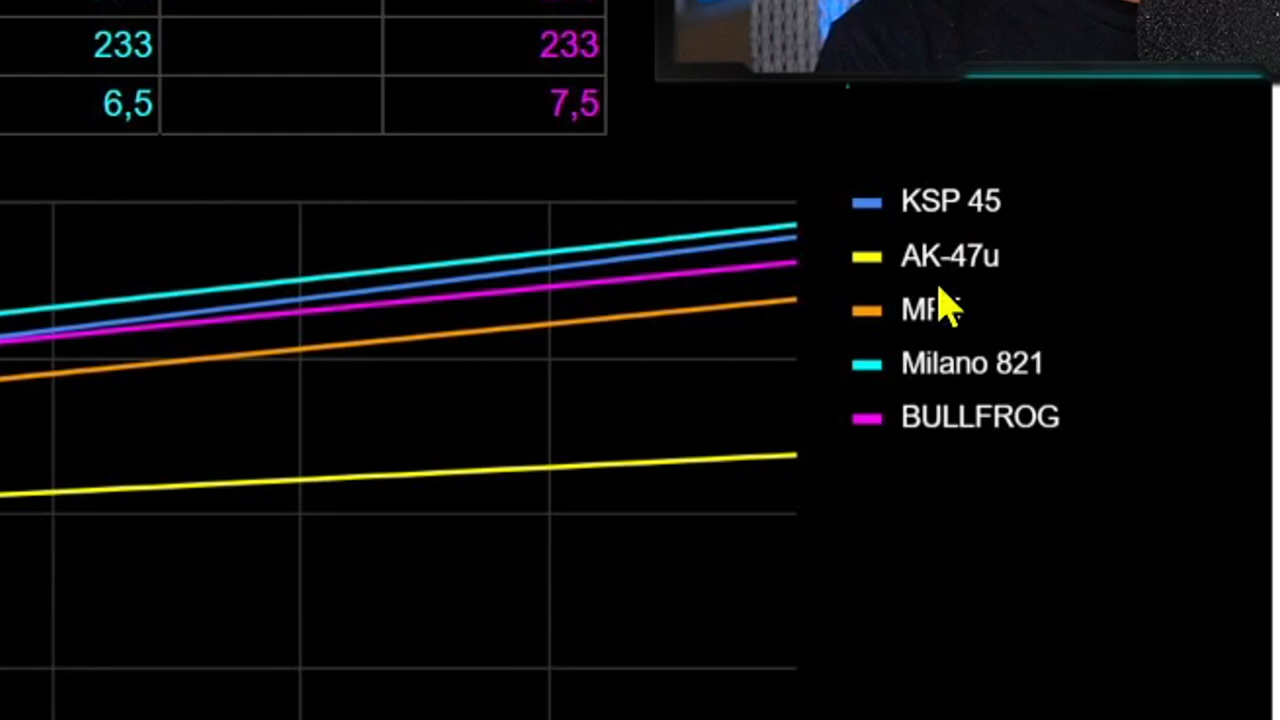 233 233
6,5 7,5
KSP 45
AK-47u
Milano 821
BULLFROG